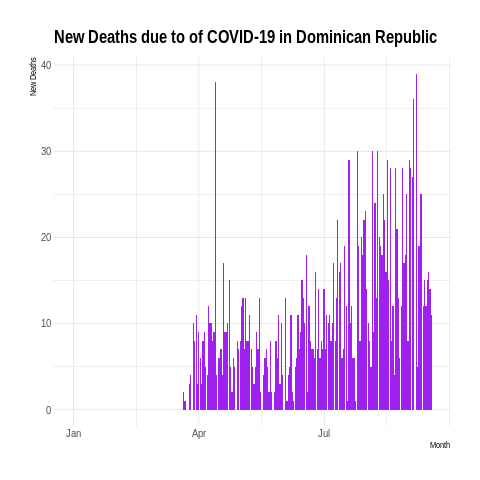 New Deaths due to of COVID-19 in Dominican Republic
New Deaths
40
30
20
10
0
Jan Apr Jul
Month